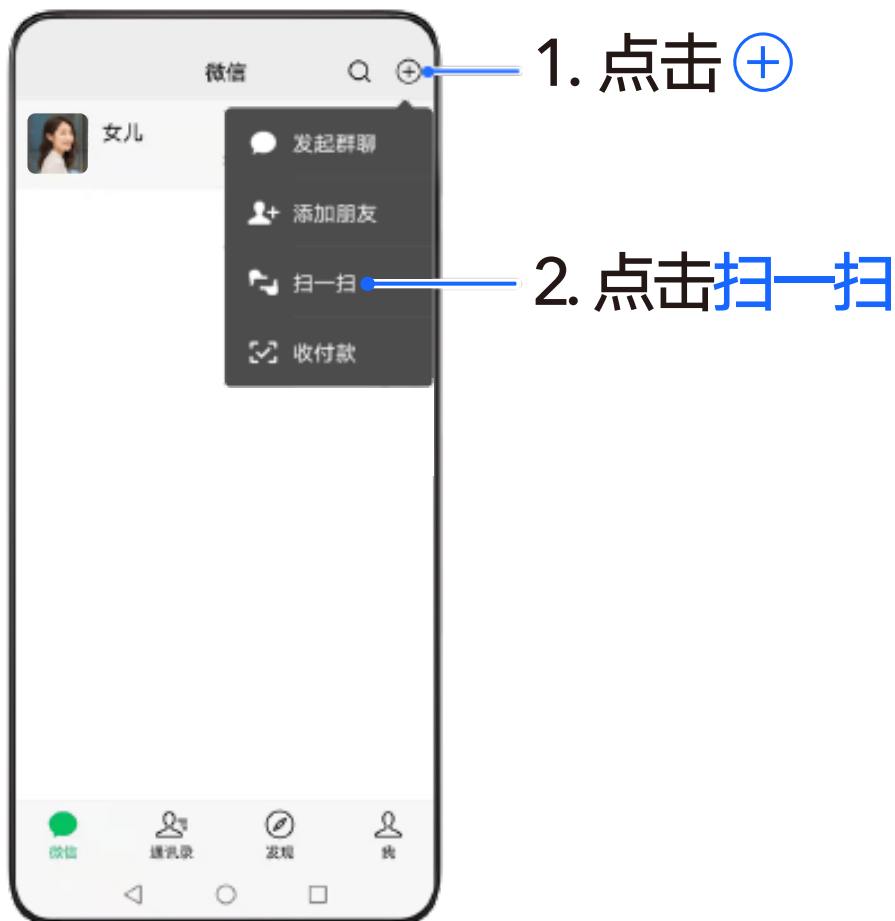 微信
1. 点击
女儿
发起群聊
添加朋友
扫一扫
2. 点击扫一扫
收付款
微信
通讯录
发现
我